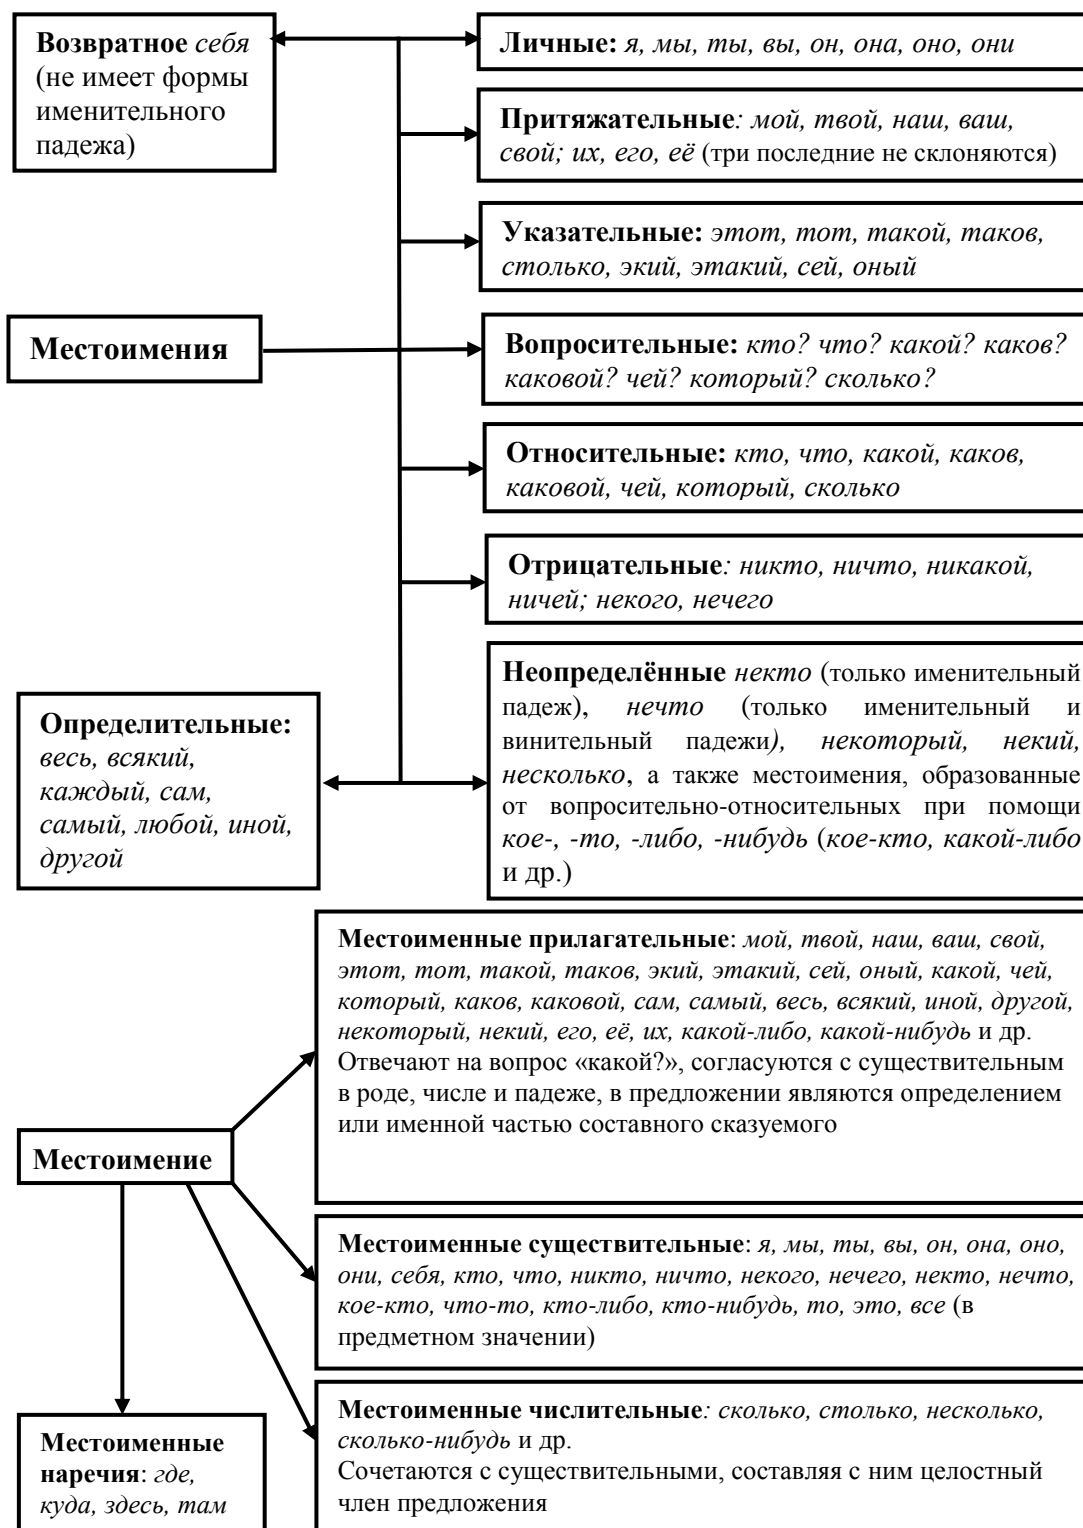 Возвратное себя
(не имеет формы
именительного
падежа)
Личные: я, мы, ты, вы, он, она, оно, они
Притяжательные: мой, твой, наш, ваш,
свой; их, его, её (три последние не склоняются)
Указательные: этот, тот, такой, таков,
столько, экий, этакий, сей, оный
Местоимения
Вопросительные: кто? что? какой? каков?
каковой? чей? который? сколько?
Относительные: кто, что, какой, каков,
каковой, чей, который, сколько
Отрицательные: никто, ничто, никакой,
ничей; некого, нечего
Определительные:
весь, всякий,
каждый, сам,
самый, любой, иной,
другой
Неопределённые некто (только именительный
падеж), нечто (только именительный и
винительный падежи), некоторый, некий,
несколько, а также местоимения, образованные
от вопросительно-относительных при помощи
кое-, -то, -либо, -нибудь (кое-кто, какой-либо
и др.)
Местоименные прилагательные: мой, твой, наш, ваш, свой,
этот, тот, такой, таков, экий, этакий, сей, оный, какой, чей,
который, каков, каковой, сам, самый, весь, всякий, иной, другой,
некоторый, некий, его, её, их, какой-либо, какой-нибудь и др.
Отвечают на вопрос «какой?», согласуются с существительным
в роде, числе и падеже, в предложении являются определением
или именной частью составного сказуемого
Местоимение
Местоименные существительные: я, мы, ты, вы, он, она, оно,
они, себя, кто, что, никто, ничто, некого, нечего, некто, нечто,
кое-кто, что-то, кто-либо, кто-нибудь, то, это, все (в
предметном значении)
Местоименные числительные: сколько, столько, несколько,
сколько-нибудь и др.
Сочетаются с существительными, составляя с ним целостный
член предложения
Местоименные
наречия: где,
куда, здесь, там